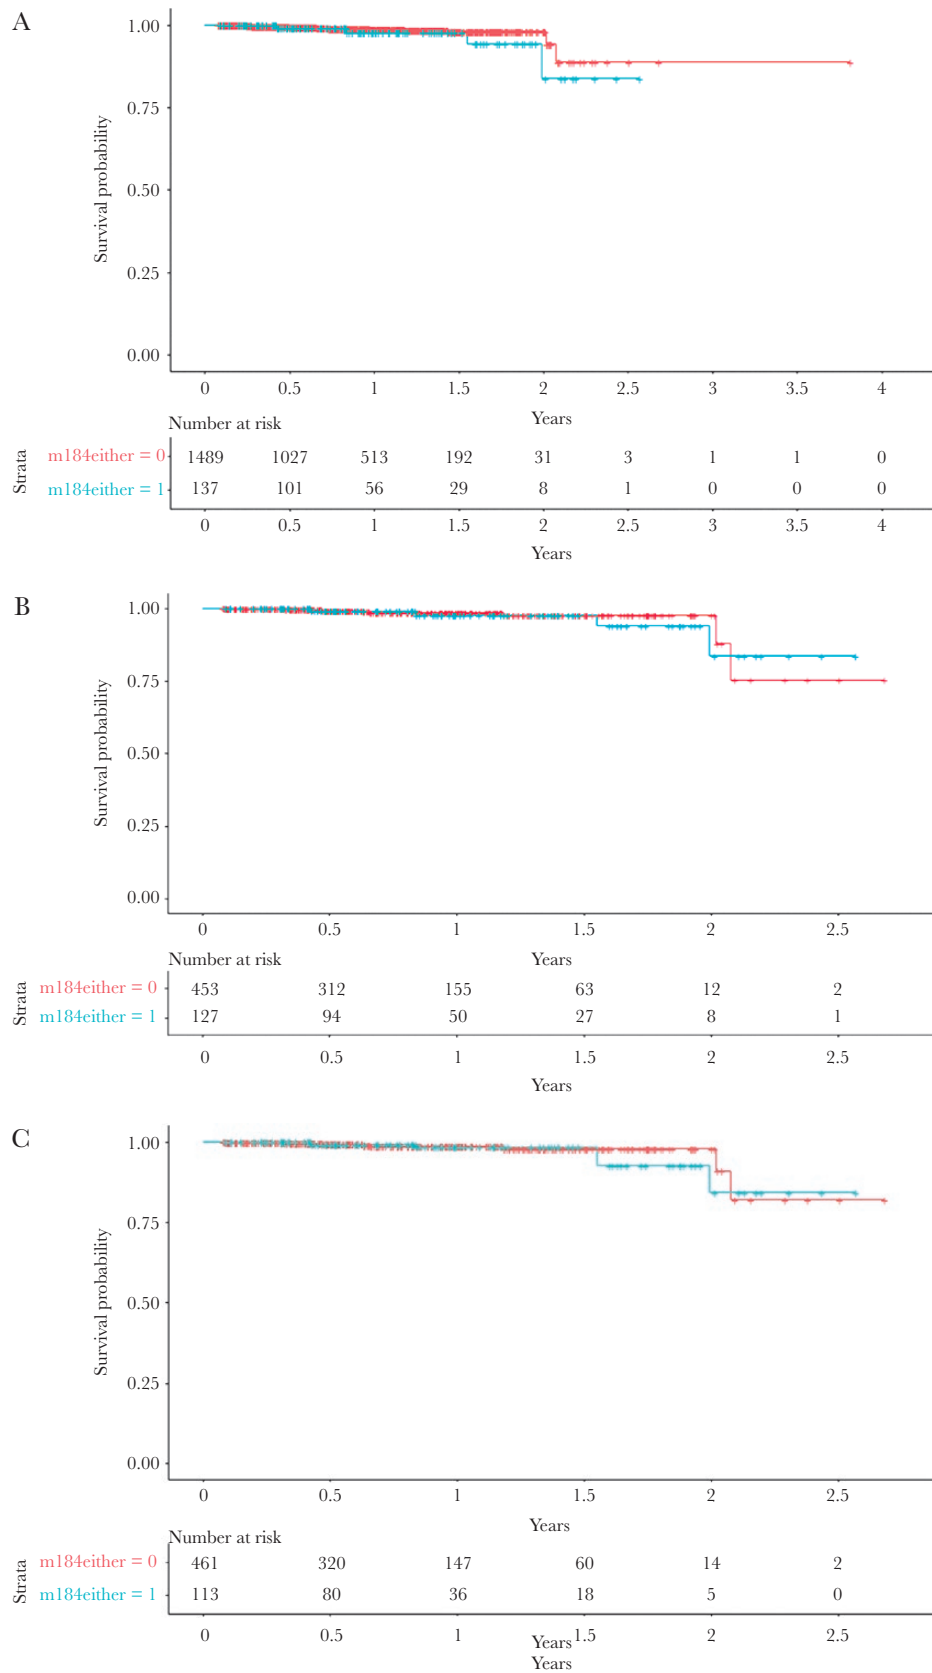 A
Survival probability
1.00
0.75
0.50
0.25
0.00
0 0.5 1 1.5 2 2.5 3 3.5 4
Years
Number at risk
Strata
m184either = 0 1489 1027 513 192 31 3 1 1 0
m184either = 1 137 101 56 29 8 1 0 0 0
0 0.5 1 1.5 2 2.5 3 3.5 4
Years
B
Survival probability
1.00
0.75
0.50
0.25
0.00
0 0.5 1 1.5 2 2.5
Number at risk Years
Strata
m184either = 0 453 312 155 63 12 2
m184either = 1 127 94 50 27 8 1
0 0.5 1 1.5 2 2.5
Years
C
Survival probability
1.00
0.75
0.50
0.25
0.00
0 0.5 1 1.5 2 2.5
Years
Number at risk
Strata
m184either = 0 461 320 147 60 14 2
m184either = 1 113 80 36 18 5 0
0 0.5 1 1.5 2 2.5
Years
Years